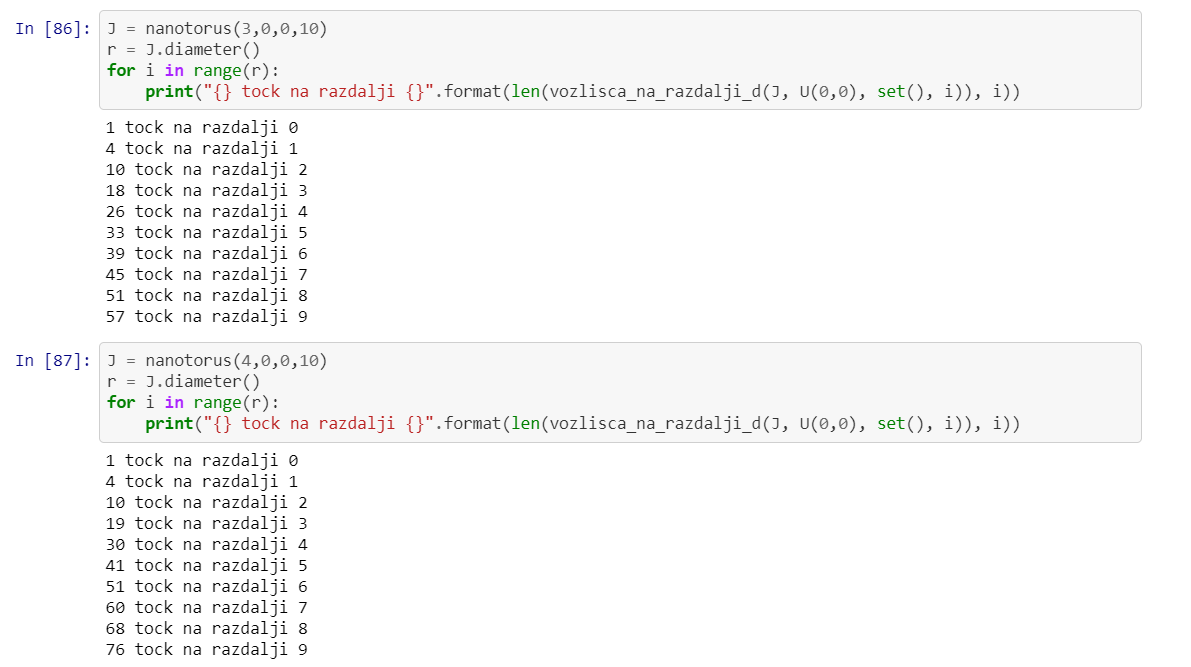 In [86]: J = nanotorus(3,0,0,10)
r = J.diameter()
for i in range(r):
    print("{} tock na razdalji {}".format(len(vozlisca_na_razdalji_d(J, U(0,0), set(), i)), i))
1 tock na razdalji 0
4 tock na razdalji 1
10 tock na razdalji 2
18 tock na razdalji 3
26 tock na razdalji 4
33 tock na razdalji 5
39 tock na razdalji 6
45 tock na razdalji 7
51 tock na razdalji 8
57 tock na razdalji 9
In [87]: J = nanotorus(4,0,0,10)
r = J.diameter()
for i in range(r):
    print("{} tock na razdalji {}".format(len(vozlisca_na_razdalji_d(J, U(0,0), set(), i)), i))
1 tock na razdalji 0
4 tock na razdalji 1
10 tock na razdalji 2
19 tock na razdalji 3
30 tock na razdalji 4
41 tock na razdalji 5
51 tock na razdalji 6
60 tock na razdalji 7
68 tock na razdalji 8
76 tock na razdalji 9